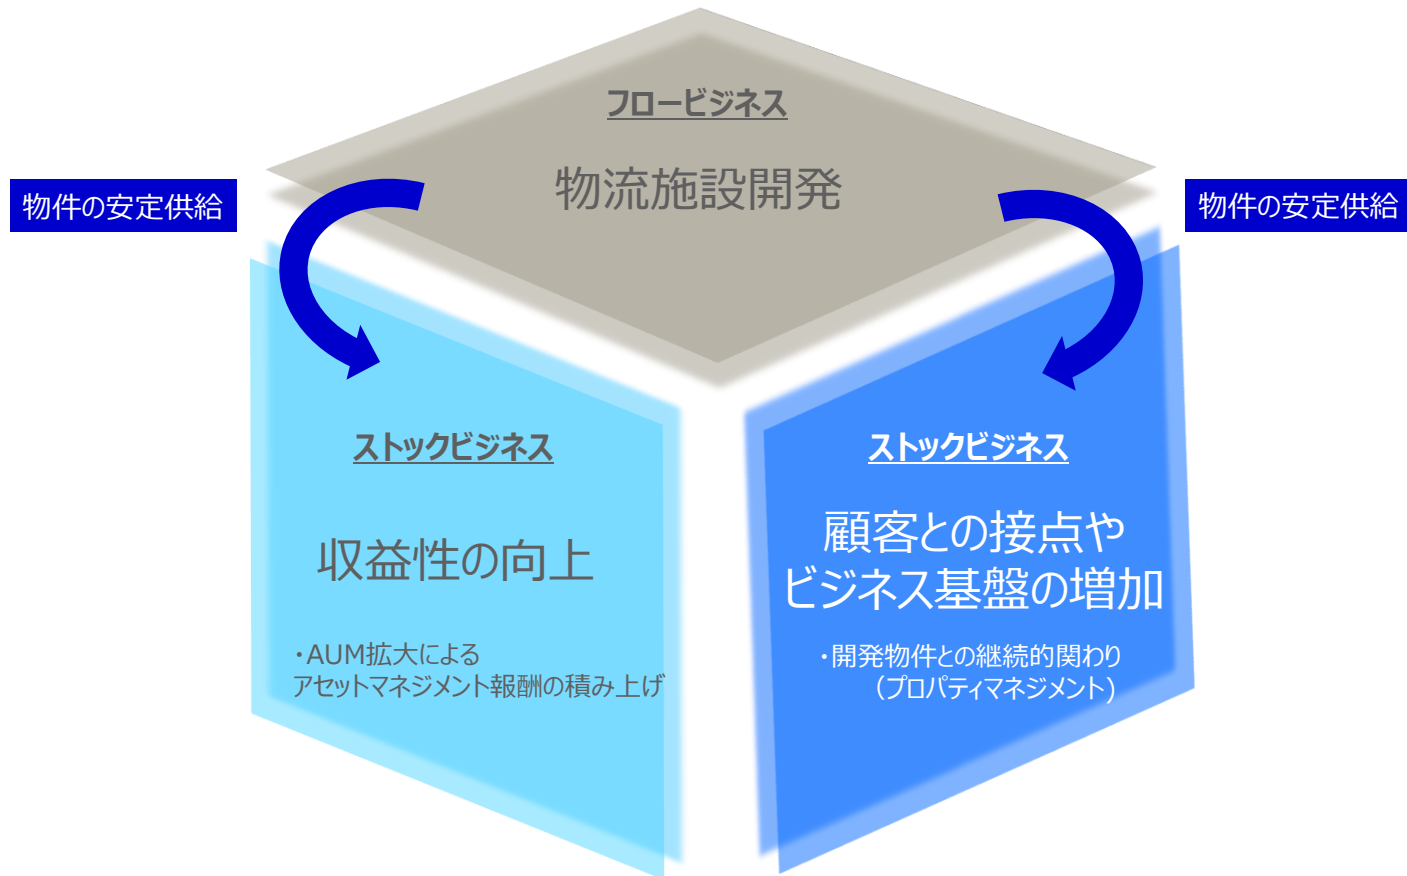 フロービジネス
物流施設開発
物件の安定供給
物件の安定供給
ストックビジネス
収益性の向上
・AUM拡大による
アセットマネジメント報酬の積み上げ
ストックビジネス
顧客との接点や
ビジネス基盤の増加
・開発物件との継続的関わり
（プロパティマネジメント)